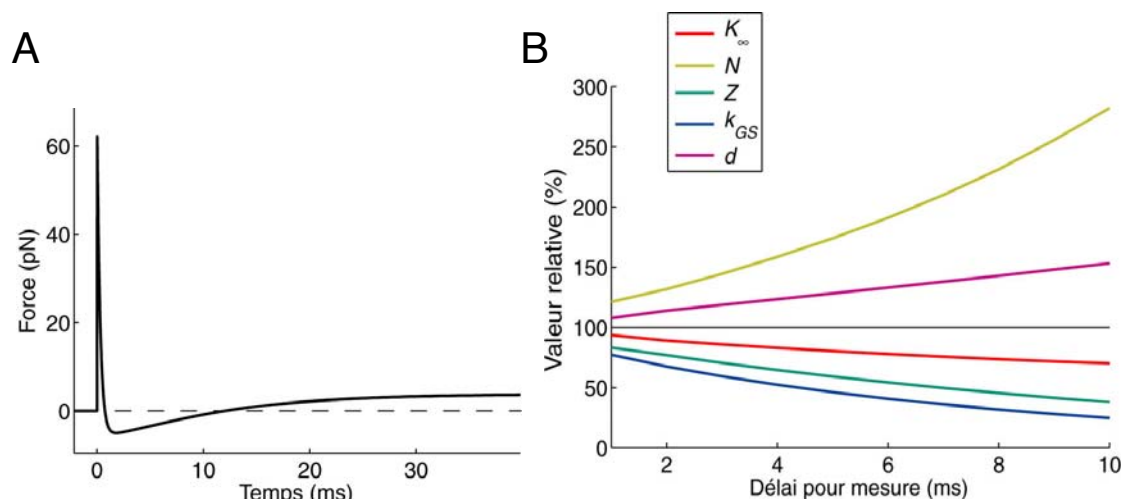 A
Force (pN)
60
40
20
0
0
10
20
30
Temps (ms)
B
K∞
N
Z
kGS
d
Valeur relative (%)
300
250
200
150
100
50
0
2
4
6
8
10
Délai pour mesure (ms)